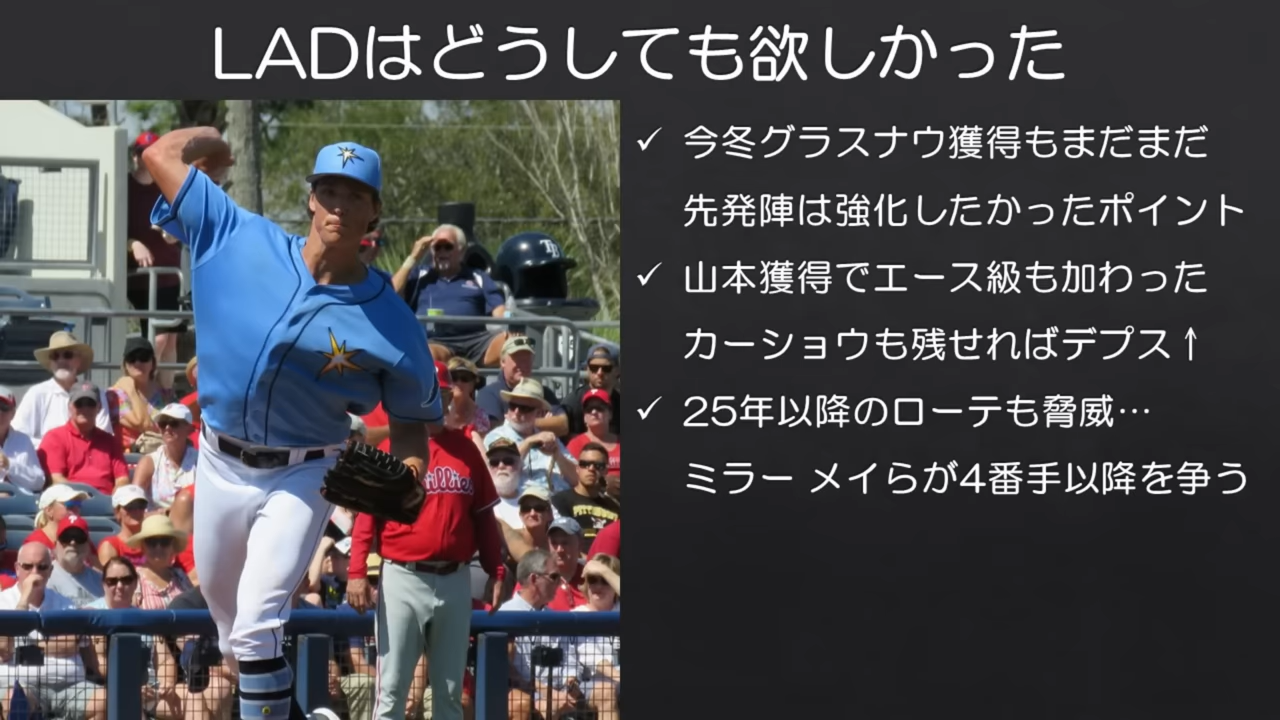 LADはどうしても欲しかった
✓ 今冬グラスナウ獲得もまだまだ
先発陣は強化したかったポイント
✓ 山本獲得でエース級も加わった
カーショウも残せればデプス↑
✓ 25年以降のローテも脅威…
ミラー メイらが4番手以降を争う
TB
Phillies